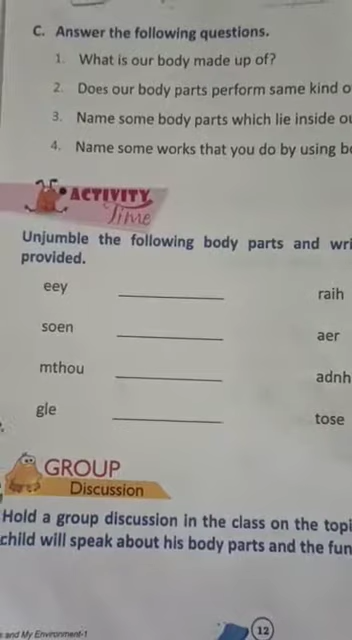 C. Answer the following questions.
1. What is our body made up of?
2. Does our body parts perform same kind
3. Name some body parts which lie inside
4. Name some works that you do by using
ACTIVITY
Time
Unjumble the following body parts and
provided.
eey raih
soen aer
mthou adnh
gle tose
GROUP
Discussion
Hold a group discussion in the class on the
child will speak about his body parts and the
and My Environment-1
12